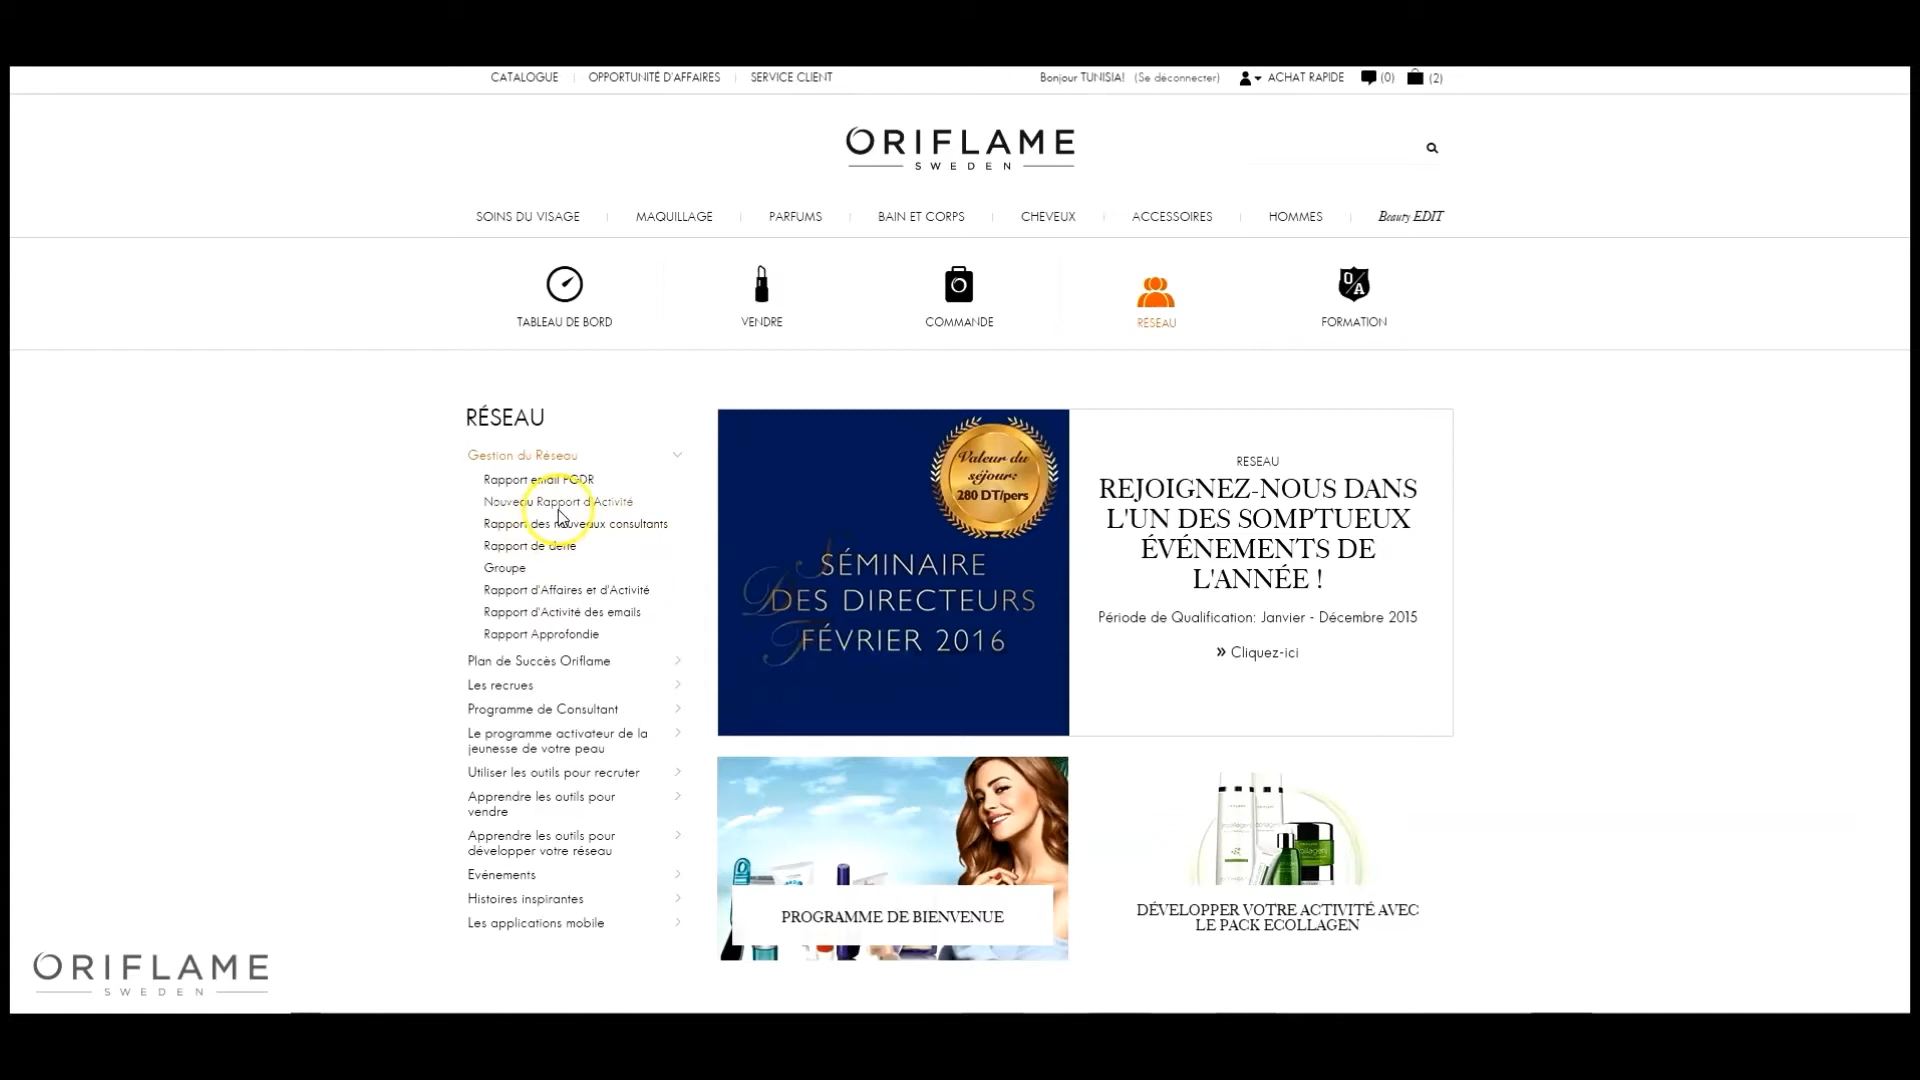 CATALOGUE
OPPORTUNITÉ D'AFFAIRES
SERVICE CLIENT
Bonjour TUNISIA! (Se déconnecter)
ACHAT RAPIDE
(0)
(2)
ORIFLAME
SWEDEN
SOINS DU VISAGE
MAQUILLAGE
PARFUMS
BAIN ET CORPS
CHEVEUX
ACCESSOIRES
HOMMES
Beauty EDIT
TABLEAU DE BORD
VENDRE
COMMANDE
RÉSEAU
FORMATION
RÉSEAU
Gestion du Réseau
Rapport email
Nouveau Rapport d'Activité
Rapport des nouveaux consultants
Rapport de dette
Groupe
Rapport d'Affaires et d'Activité
Rapport d'Activité des emails
Rapport Approfondie
Plan de Succès Oriflame
Les recrues
Programme de Consultant
Le programme activateur de la
jeunesse de votre peau
Utiliser les outils pour recruter
Apprendre les outils pour
vendre
Apprendre les outils pour
développer votre réseau
Evénements
Histoires inspirantes
Les applications mobile
Valeur du
séjour:
280 DT/pers
SÉMINAIRE
DES DIRECTEURS
FÉVRIER 2016
RESEAU
REJOIGNEZ-NOUS DANS
L'UN DES SOMPTUEUX
ÉVÉNEMENTS DE
L'ANNÉE !
Période de Qualification: Janvier - Décembre 2015
» Cliquez-ici
PROGRAMME DE BIENVENUE
DÉVELOPPER VOTRE ACTIVITÉ AVEC
LE PACK ECOLLAGEN
ORIFLAME
SWEDEN